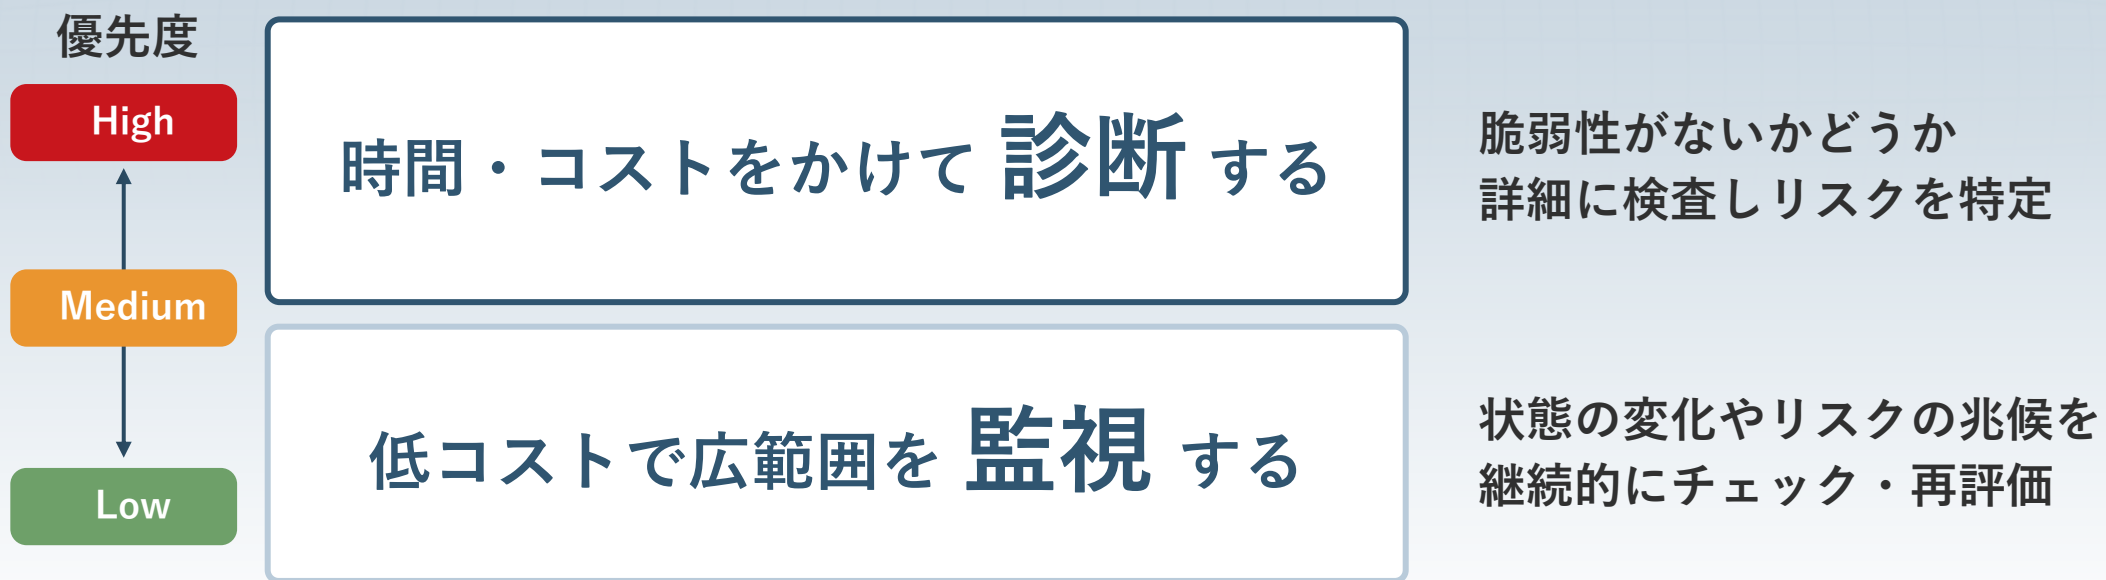 優先度
High
時間・コストをかけて 診断 する
脆弱性がないかどうか
詳細に検査しリスクを特定
Medium
低コストで広範囲を 監視 する
状態の変化やリスクの兆候を
継続的にチェック・再評価
Low